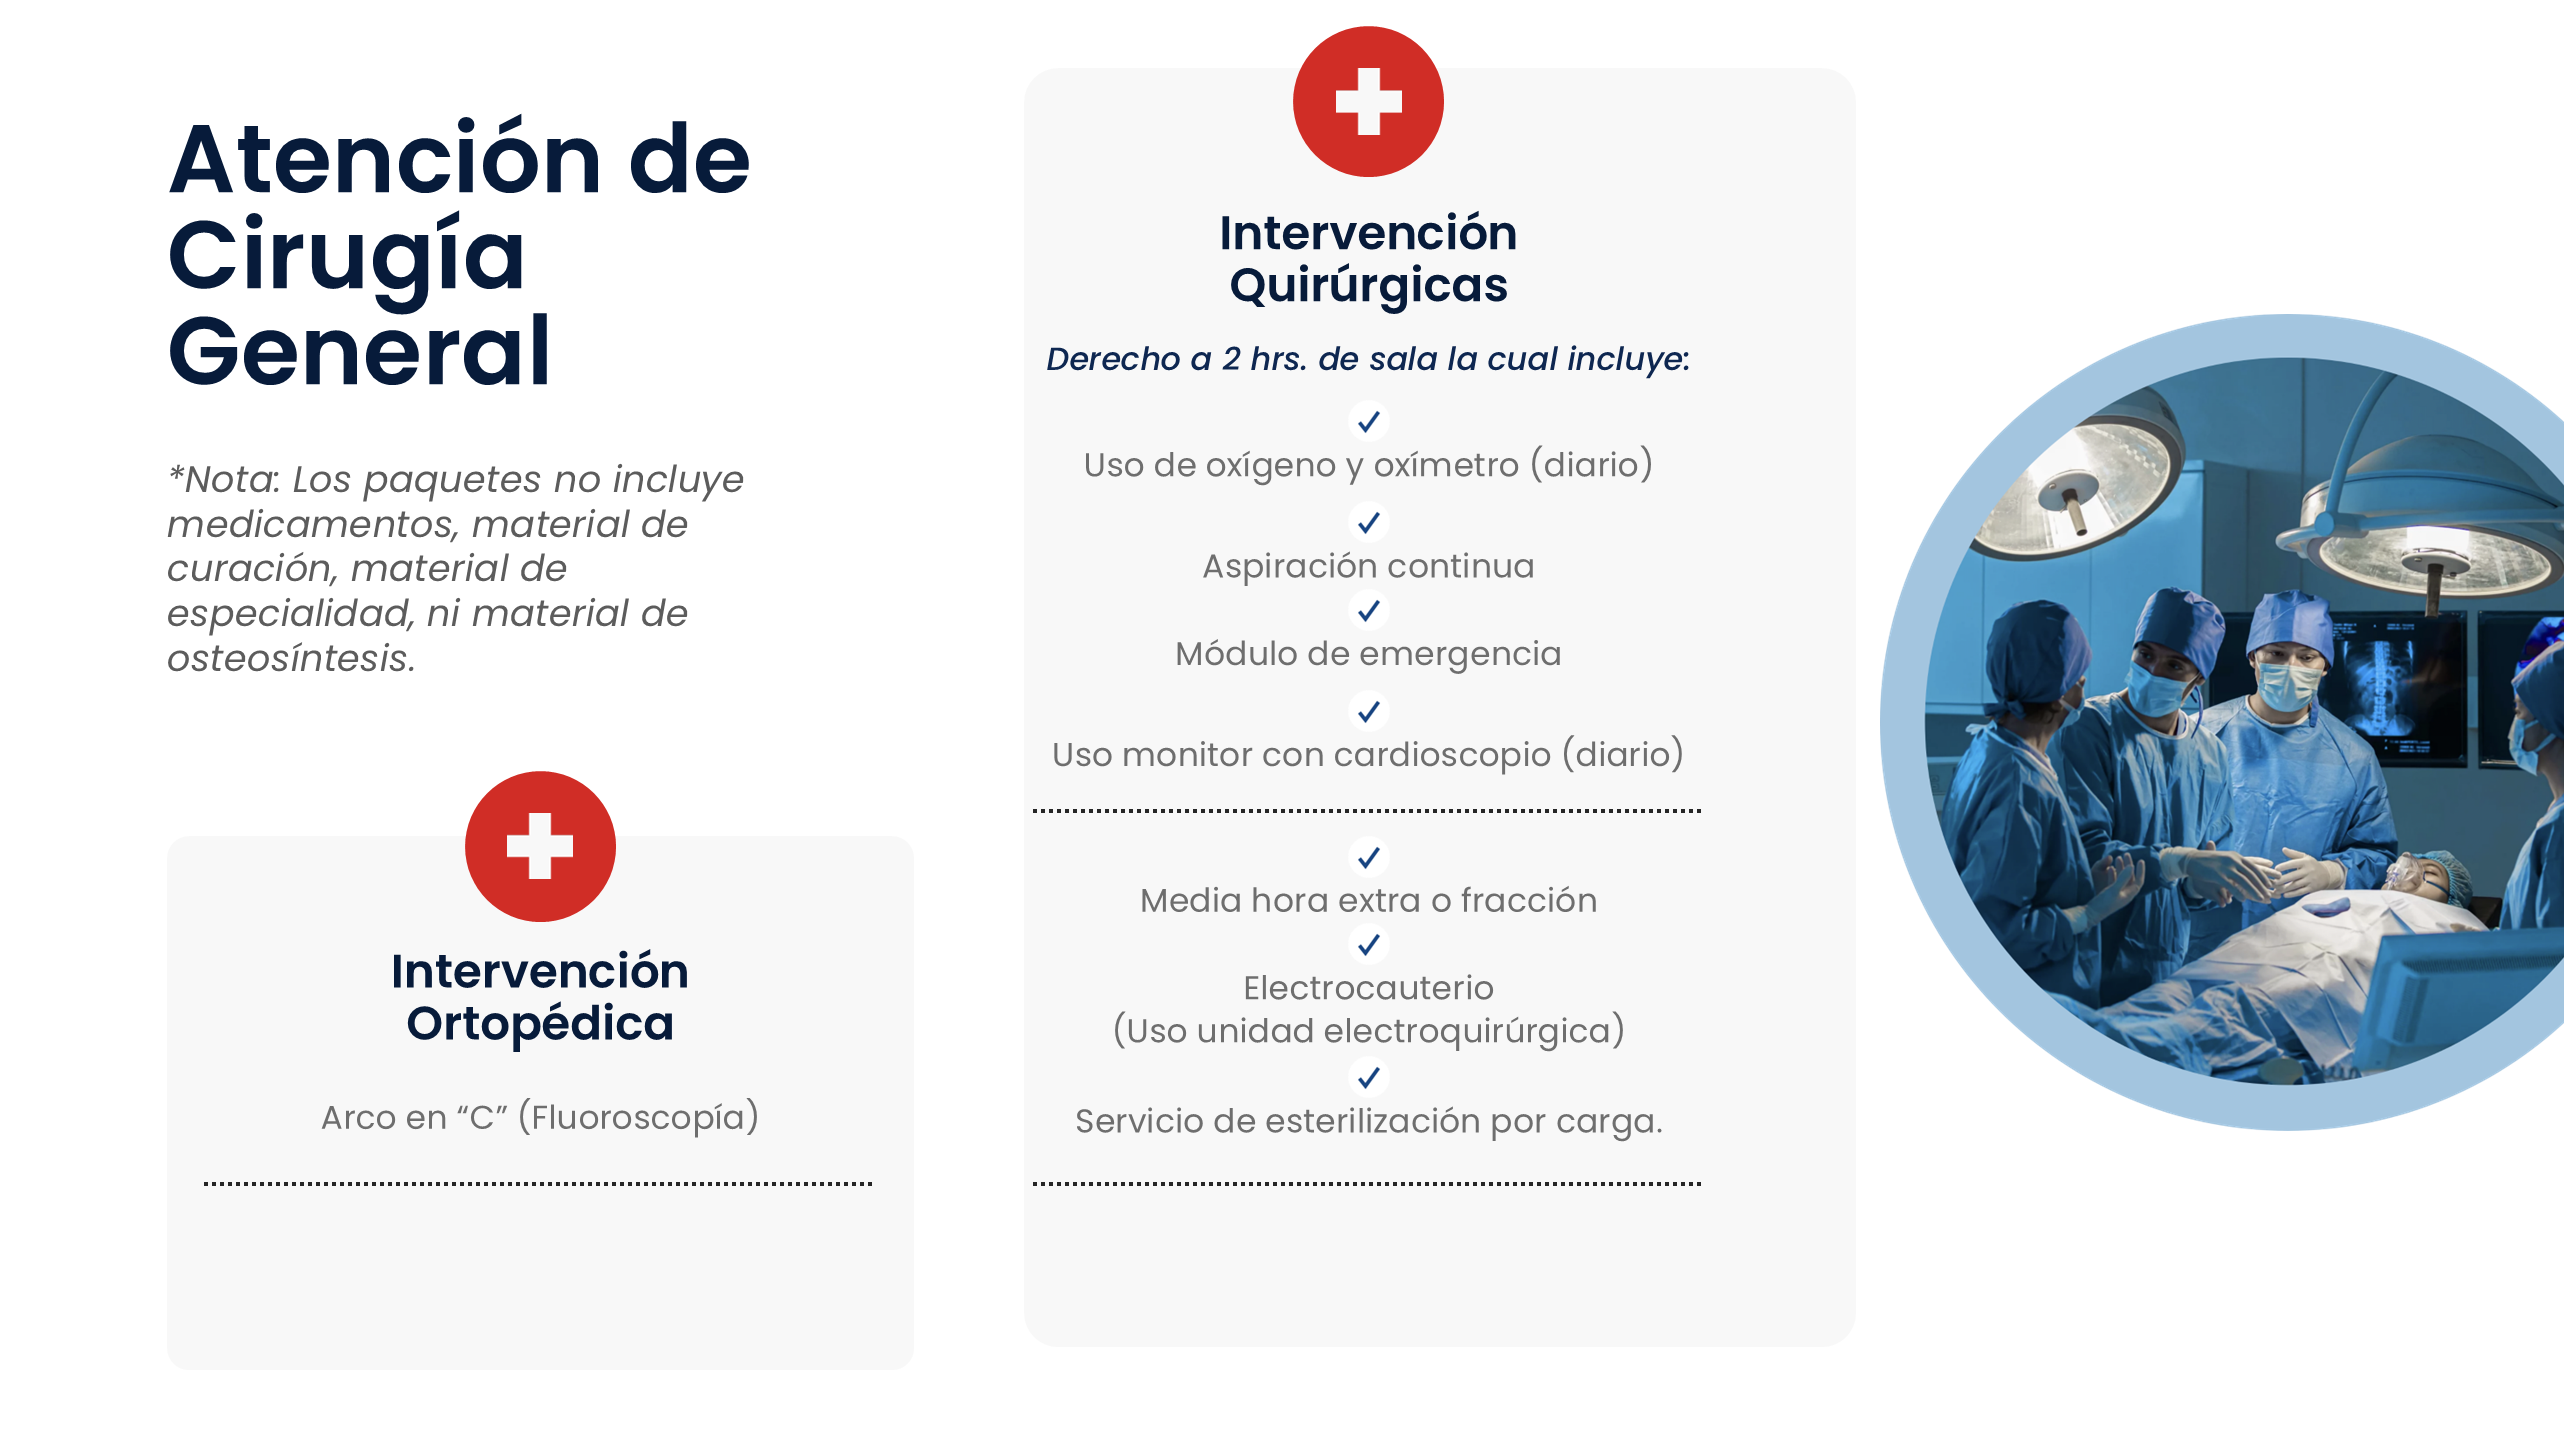 Atención de
Cirugía
General
*Nota: Los paquetes no incluye
medicamentos, material de
curación, material de
especialidad, ni material de
osteosíntesis.
Intervención
Ortopédica
Arco en “C” (Fluoroscopía)
Intervención
Quirúrgicas
Derecho a 2 hrs. de sala la cual incluye:
Uso de oxígeno y oxímetro (diario)
Aspiración continua
Módulo de emergencia
Uso monitor con cardioscopio (diario)
Media hora extra o fracción
Electrocauterio
(Uso unidad electroquirúrgica)
Servicio de esterilización por carga.